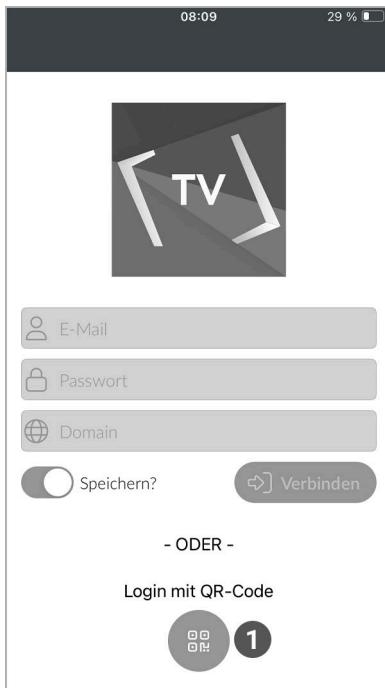 08:09 29 %
TV
E-Mail
Passwort
Domain
Speichern? Verbinden
- ODER -
Login mit QR-Code
1